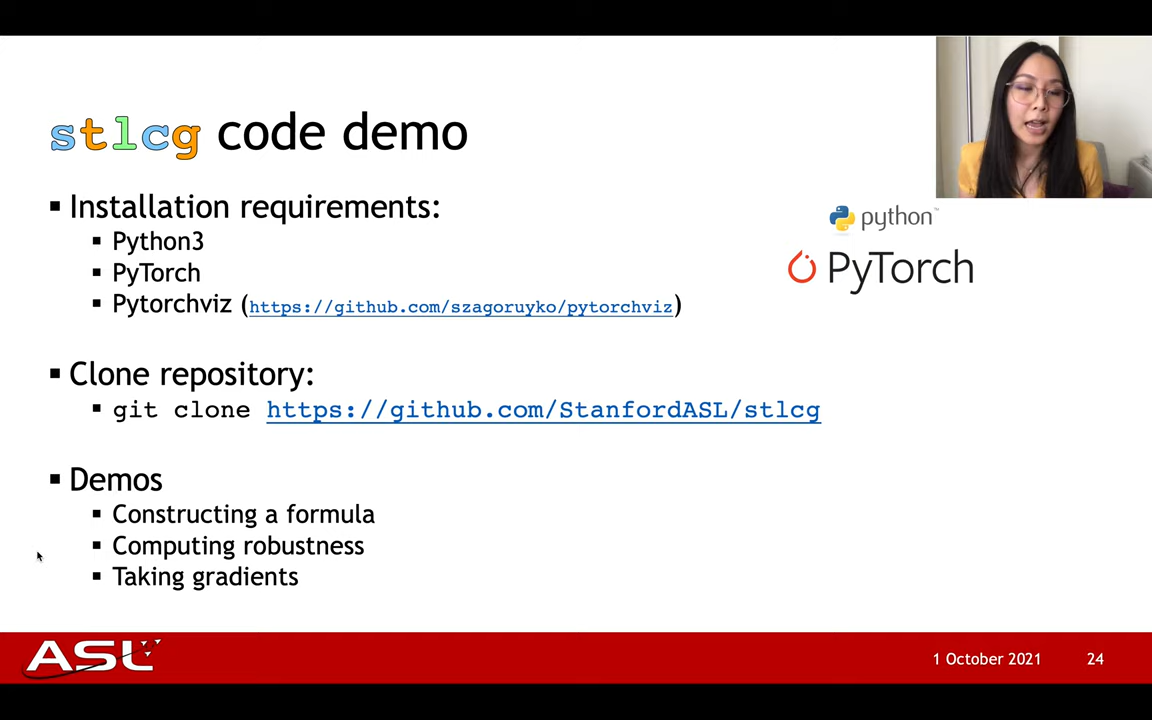 stlcg code demo
Installation requirements:
Python3
PyTorch
Pytorchviz (https://github.com/szagoruyko/pytorchviz)
python™
PyTorch
Clone repository:
git clone https://github.com/StanfordASL/stlcg
Demos
Constructing a formula
Computing robustness
Taking gradients
ASL
1 October 2021
24